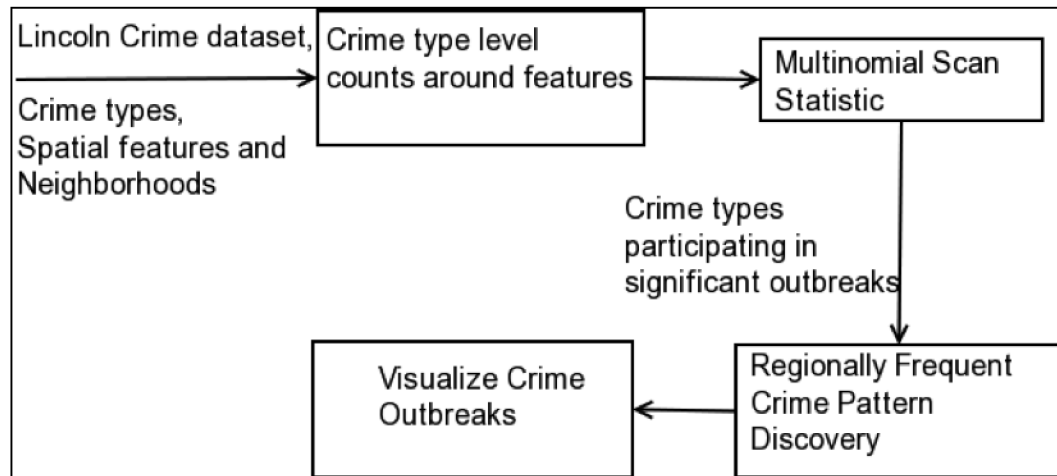 Lincoln Crime dataset,
Crime types,
Spatial features and
Neighborhoods
Crime type level
counts around features
Multinomial Scan
Statistic
Crime types
participating in
significant outbreaks
Regionally Frequent
Crime Pattern
Discovery
Visualize Crime
Outbreaks